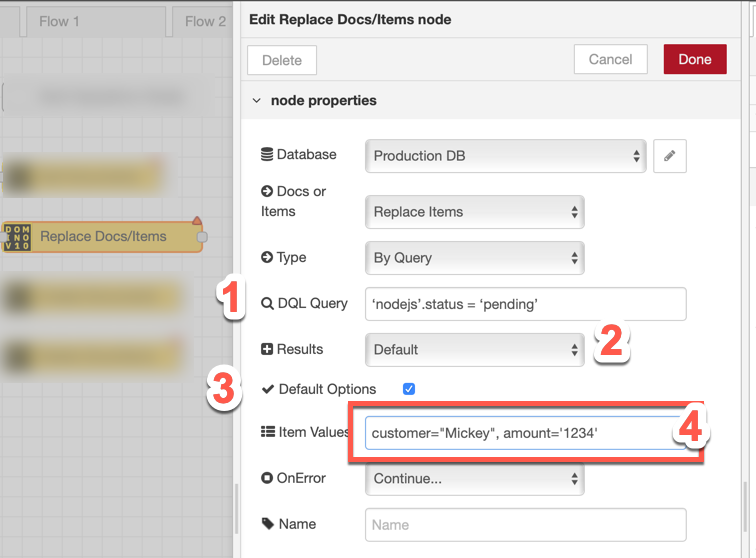 Flow 1
Flow 2
Edit Replace Docs/Items node
Delete
Cancel
Done
node properties
Database
Production DB
Docs or
Items
Replace Items
DOM
INO
V10
Replace Docs/Items
Type
By Query
1
DQL Query
‘nodejs’.status = ‘pending’
Results
Default
2
3
Default Options
Item Values
customer="Mickey", amount='1234'
4
OnError
Continue...
Name
Name